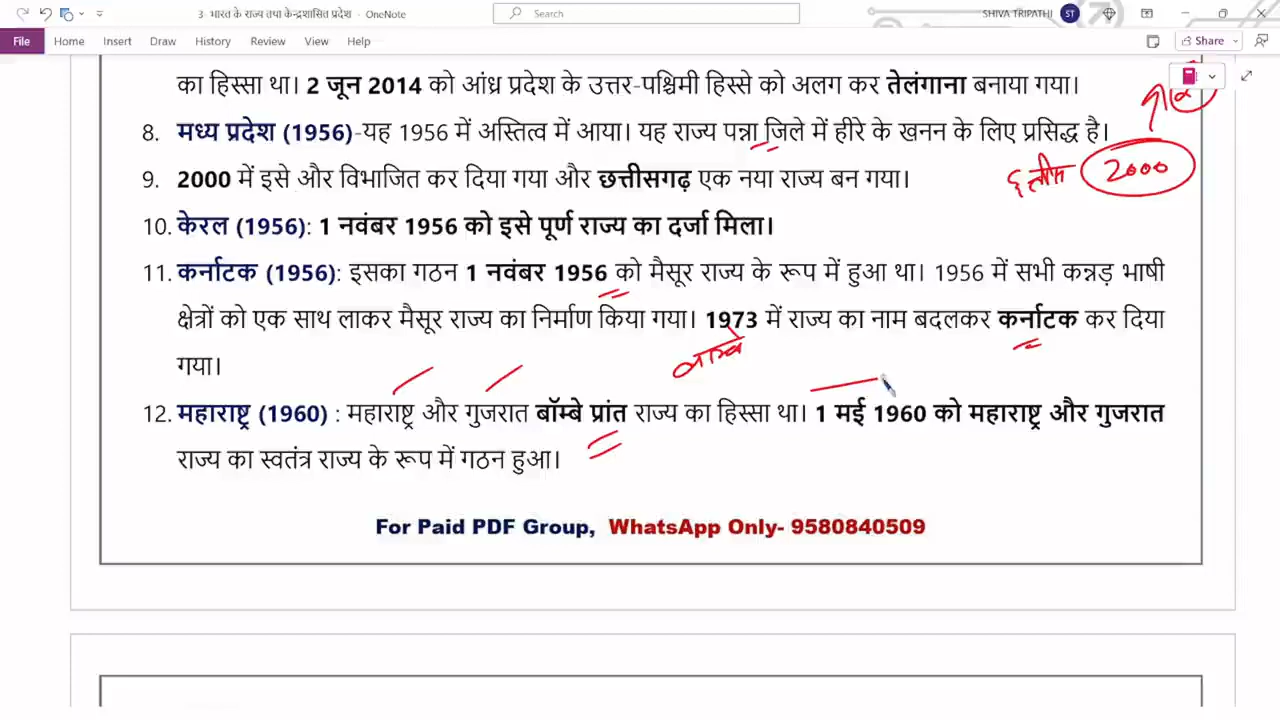 3 भारत के राज्य तथा केन्द्रशासित प्रदेश - OneNote
Search
SHIVA TRIPATHI
ST
File Home Insert Draw History Review View Help
Share
का हिस्सा था। 2 जून 2014 को आंध्र प्रदेश के उत्तर-पश्चिमी हिस्से को अलग कर तेलंगाना बनाया गया।
8. मध्य प्रदेश (1956)-यह 1956 में अस्तित्व में आया। यह राज्य पन्ना जिले में हीरे के खनन के लिए प्रसिद्ध है।
9. 2000 में इसे और विभाजित कर दिया गया और छत्तीसगढ़ एक नया राज्य बन गया।
2000
10. केरल (1956): 1 नवंबर 1956 को इसे पूर्ण राज्य का दर्जा मिला।
11. कर्नाटक (1956): इसका गठन 1 नवंबर 1956 को मैसूर राज्य के रूप में हुआ था। 1956 में सभी कन्नड़ भाषी
क्षेत्रों को एक साथ लाकर मैसूर राज्य का निर्माण किया गया। 1973 में राज्य का नाम बदलकर कर्नाटक कर दिया
गया।
12. महाराष्ट्र (1960) : महाराष्ट्र और गुजरात बॉम्बे प्रांत राज्य का हिस्सा था। 1 मई 1960 को महाराष्ट्र और गुजरात
राज्य का स्वतंत्र राज्य के रूप में गठन हुआ।
For Paid PDF Group, WhatsApp Only- 9580840509